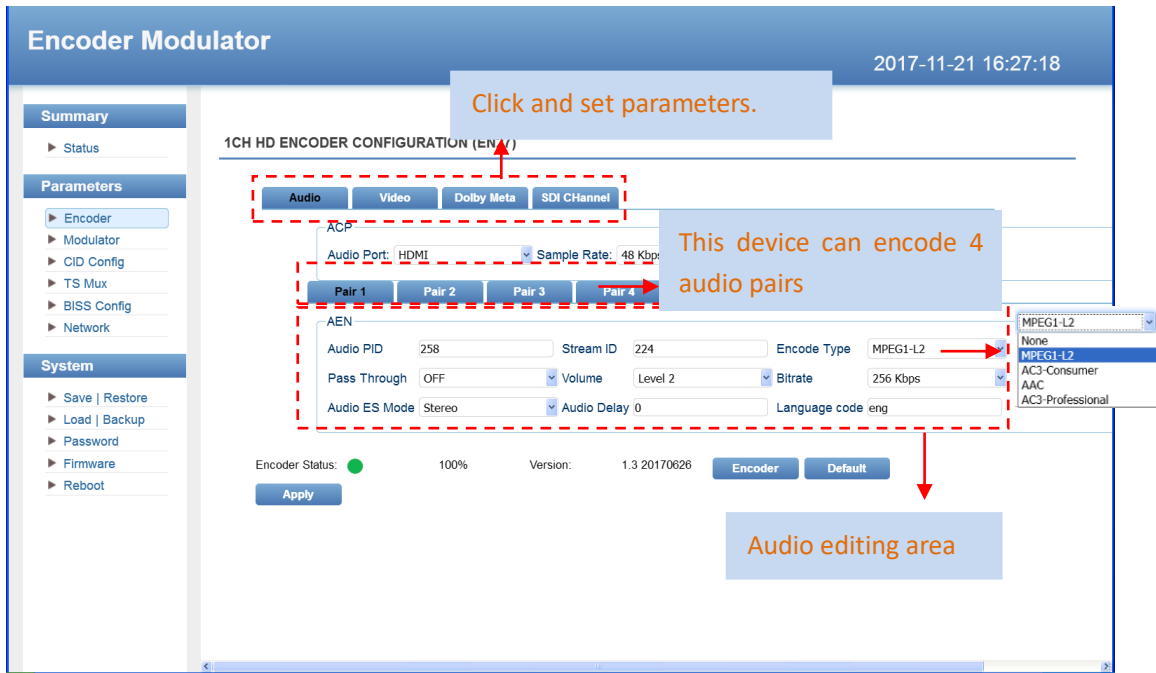 Encoder Modulator
2017-11-21 16:27:18
Click and set parameters.
Summary
Status
Parameters
Encoder
Modulator
CID Config
TS Mux
BISS Config
Network
System
Save | Restore
Load | Backup
Password
Firmware
Reboot
1CH HD ENCODER CONFIGURATION (EN27)
Audio Video Dolby Meta SDI CHannel
ACP
Audio Port: HDMI Sample Rate: 48 Kbps
This device can encode 4
audio pairs
Pair 1 Pair 2 Pair 3 Pair 4
AEN
Audio PID 258 Stream ID 224 Encode Type MPEG1-L2
Pass Through OFF Volume Level 2 Bitrate 256 Kbps
Audio ES Mode Stereo Audio Delay 0 Language code eng
MPEG1-L2
None
MPEG1-L2
AC3-Consumer
AAC
AC3-Professional
Encoder Status: 100% Version: 1.3 20170626 Encoder Default
Apply
Audio editing area